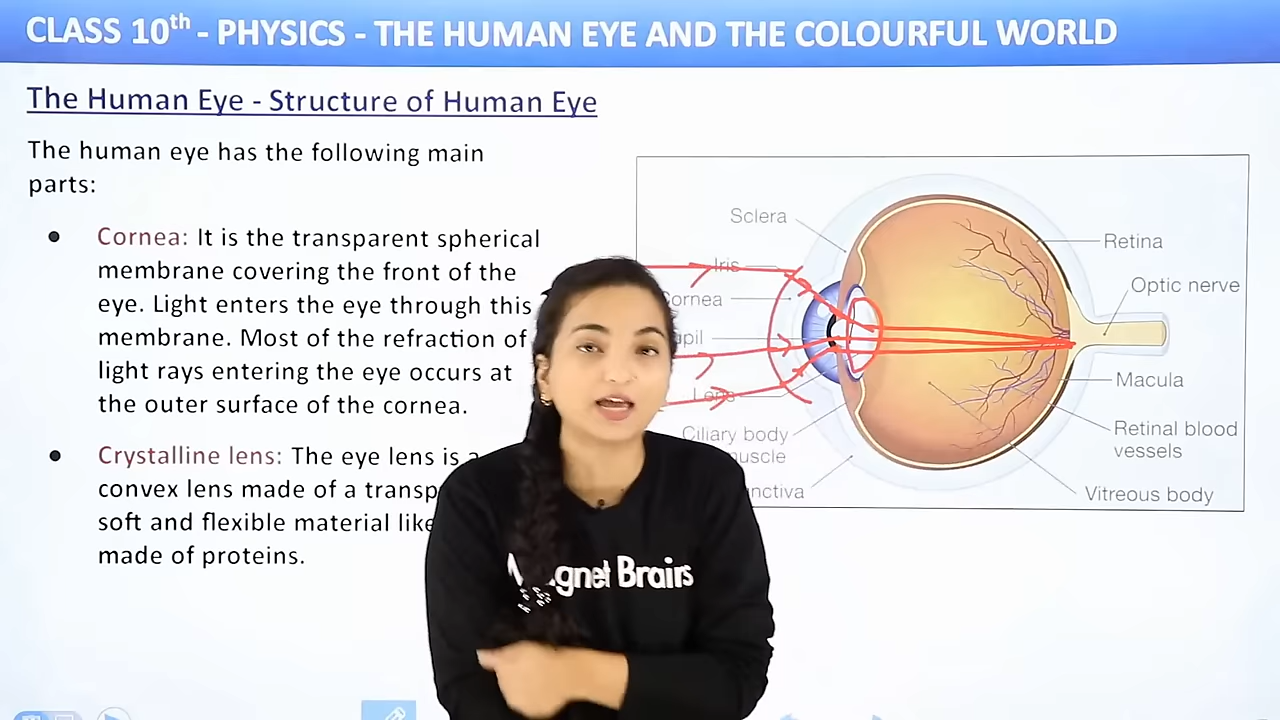 CLASS 10th - PHYSICS - THE HUMAN EYE AND THE COLOURFUL WORLD
The Human Eye - Structure of Human Eye
The human eye has the following main
parts:
● Cornea: It is the transparent spherical
membrane covering the front of the
eye. Light enters the eye through this
membrane. Most of the refraction of
light rays entering the eye occurs at
the outer surface of the cornea.
● Crystalline lens: The eye lens is a
convex lens made of a
soft and flexible material like
made of proteins.
Sclera
Iris
Cornea
Lens
Ciliary body
Retina
Optic nerve
Macula
Retinal blood
vessels
Vitreous body
Brairs